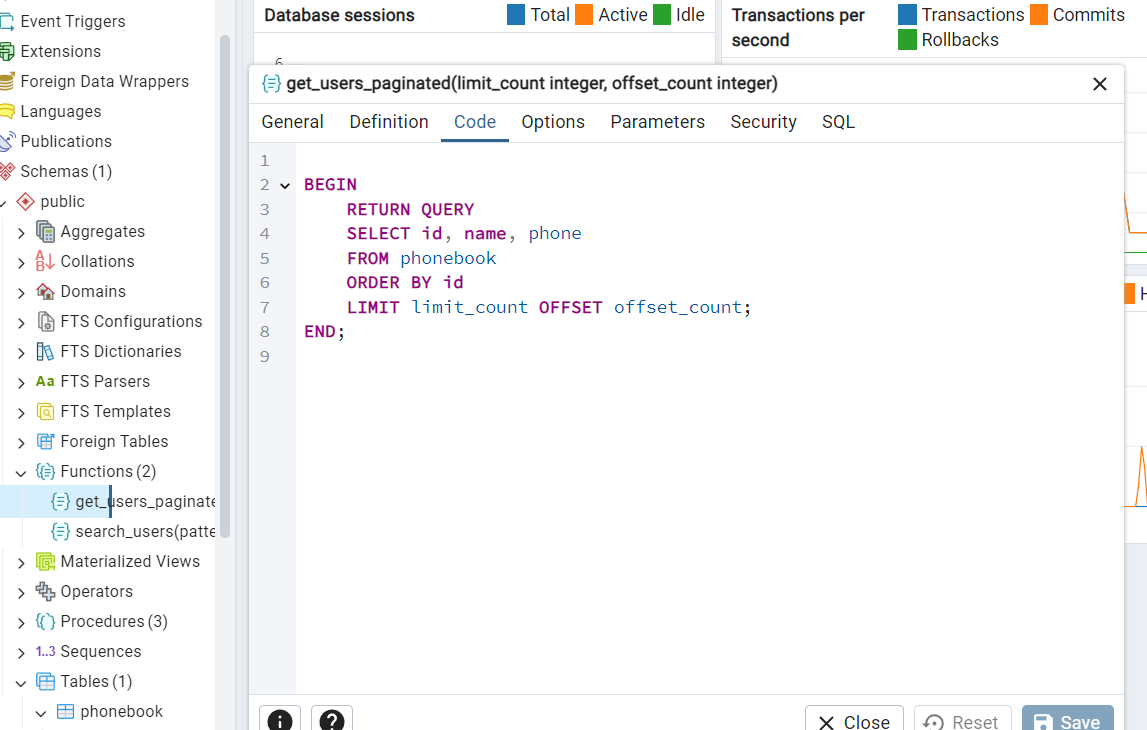 Event Triggers
Extensions
Foreign Data Wrappers
Languages
Publications
Schemas (1)
public
Aggregates
Collations
Domains
FTS Configurations
FTS Dictionaries
Aa FTS Parsers
FTS Templates
Foreign Tables
Functions (2)
get_users_paginate
search_users(patte
Materialized Views
Operators
Procedures (3)
1..3 Sequences
Tables (1)
phonebook
Database sessions
Total Active Idle
6
Transactions per second
Transactions Commits
Rollbacks
get_users_paginated(limit_count integer, offset_count integer)
General Definition Code Options Parameters Security SQL
1
2 BEGIN
3 RETURN QUERY
4 SELECT id, name, phone
5 FROM phonebook
6 ORDER BY id
7 LIMIT limit_count OFFSET offset_count;
8 END;
9
Close Reset Save